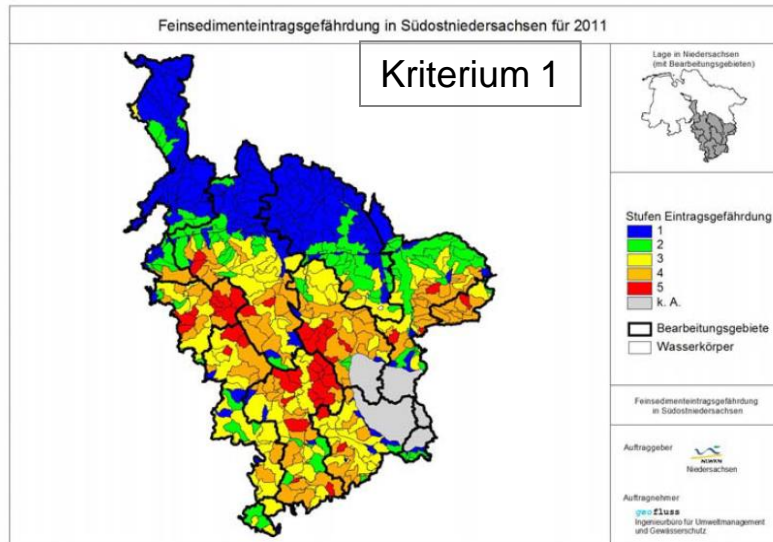 Feinsedimenteintragsgefährdung in Südostniedersachsen für 2011
Kriterium 1
Lage in Niedersachsen
(mit Bearbeitungsgebieten)
Stufen Eintragsgefährdung
1
2
3
4
5
k. A.
Bearbeitungsgebiete
Wasserkörper
Feinsedimenteintragsgefährdung
in Südostniedersachsen
Auftraggeber
NLWKN
Niedersachsen
Auftragnehmer
geofluss
Ingenieurbüro für Umweltmanagement
und Gewässerschutz